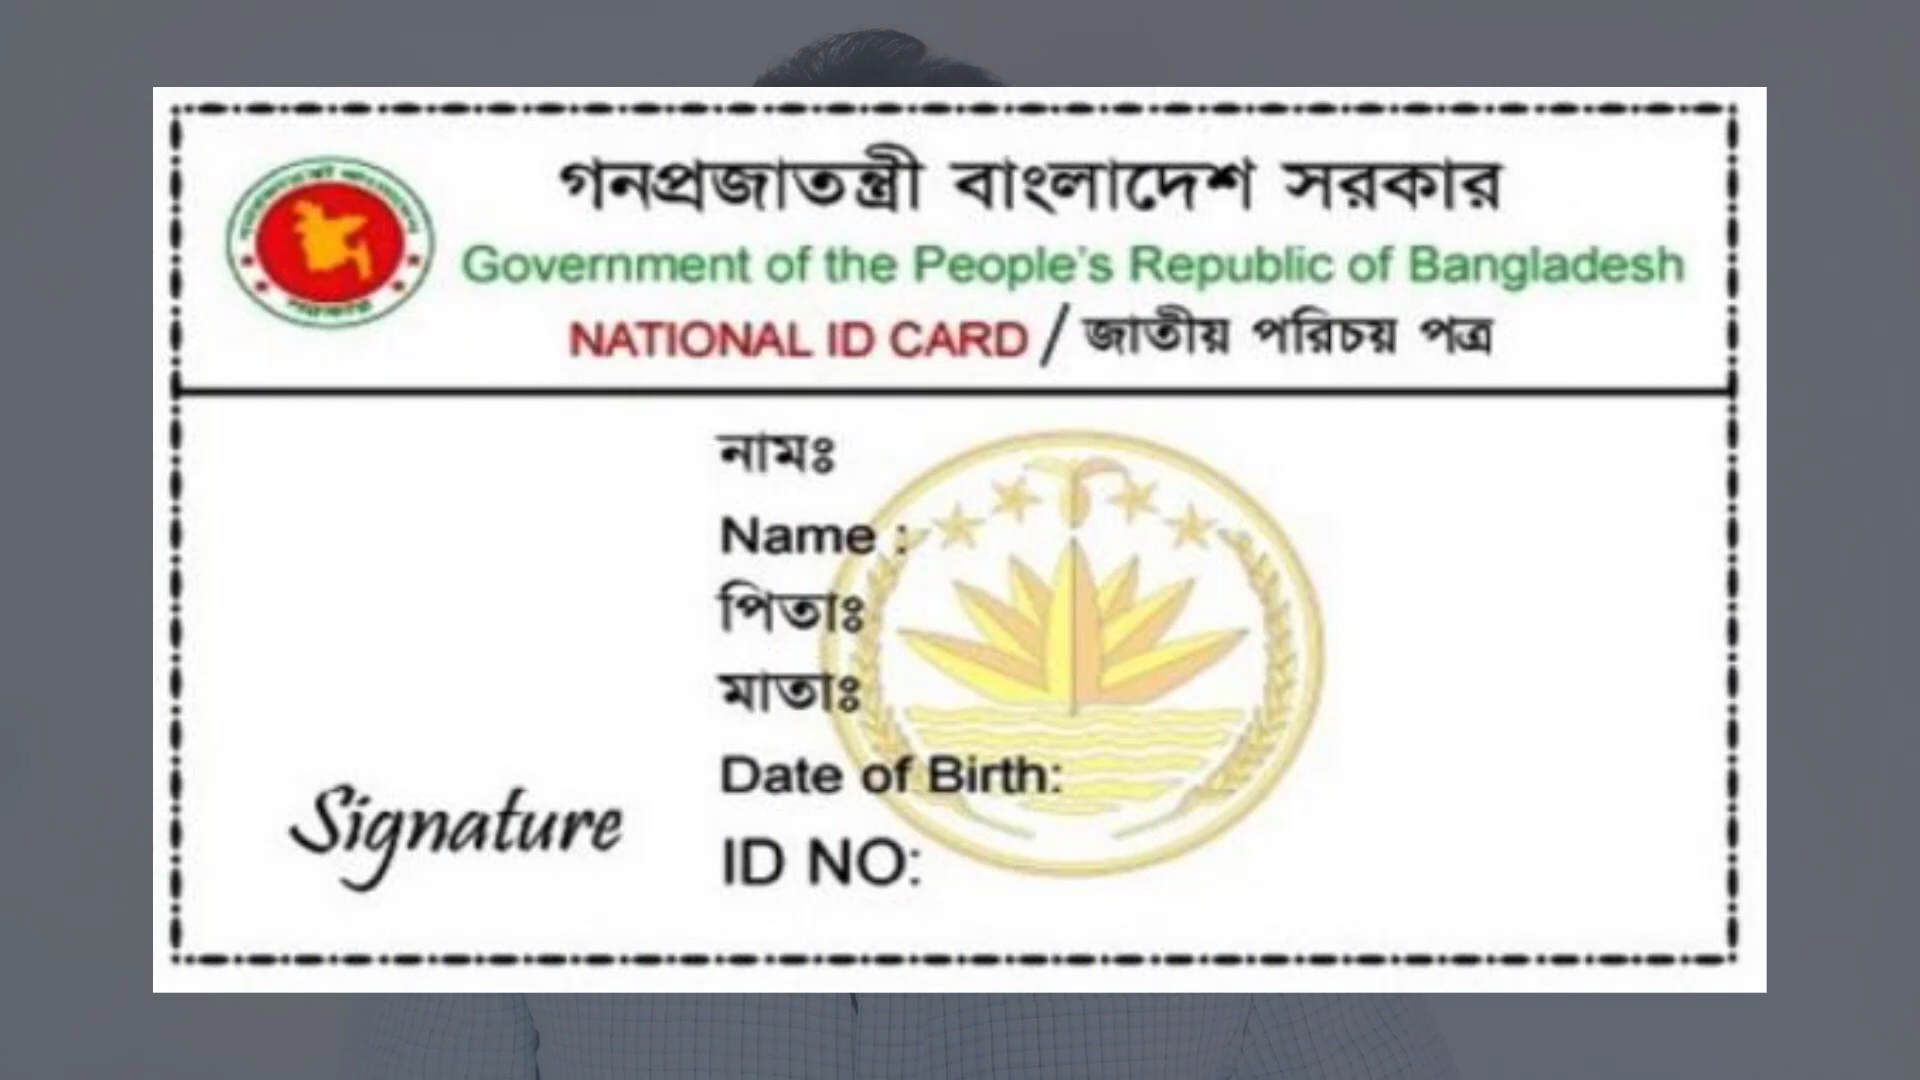 গনপ্রজাতন্ত্রী বাংলাদেশ সরকার
Government of the People's Republic of Bangladesh
NATIONAL ID CARD / জাতীয় পরিচয় পত্র
নামঃ
Name :
পিতাঃ
মাতাঃ
Date of Birth:
ID NO:
Signature